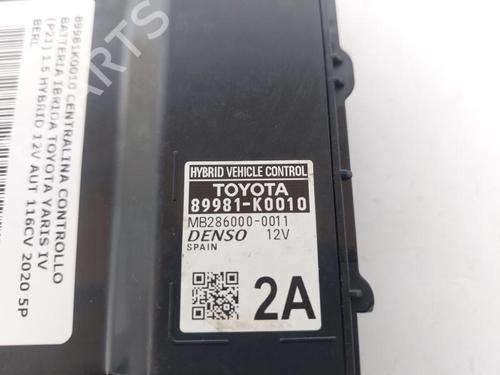 89981K0010 CENTRALINA CONTROLLO
BATTERIA IBRIDA TOYOTA YARIS IV
(P21) 1.5 HYBRID 12V AUT 116CV 2020 5P
BERL
HYBRID VEHICLE CONTROL
TOYOTA
89981-K0010
MB286000-0011
DENSO 12V
SPAIN
2A